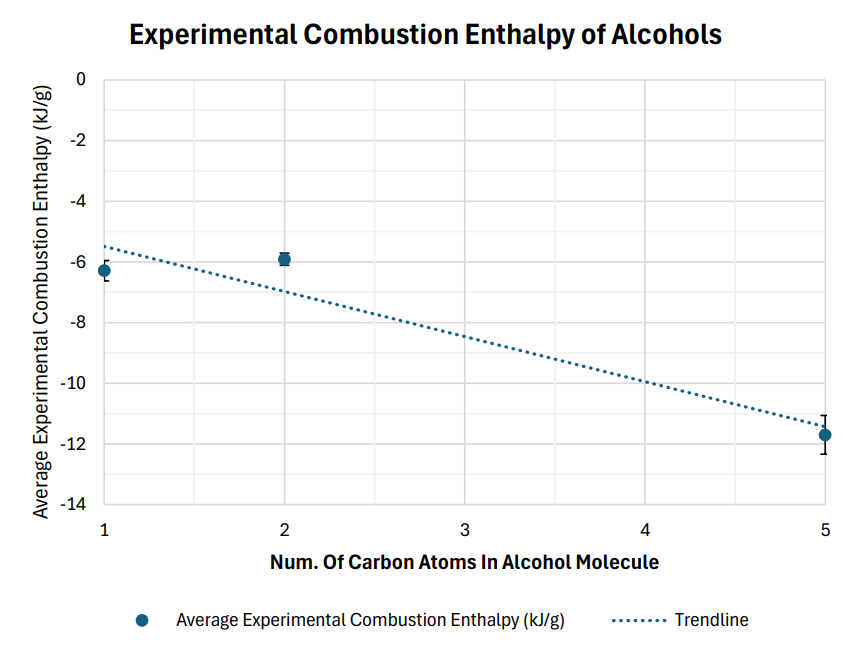 Experimental Combustion Enthalpy of Alcohols
Average Experimental Combustion Enthalpy (kJ/g)
0
-2
-4
-6
-8
-10
-12
-14
1 2 3 4 5
Num. Of Carbon Atoms In Alcohol Molecule
Average Experimental Combustion Enthalpy (kJ/g) Trendline